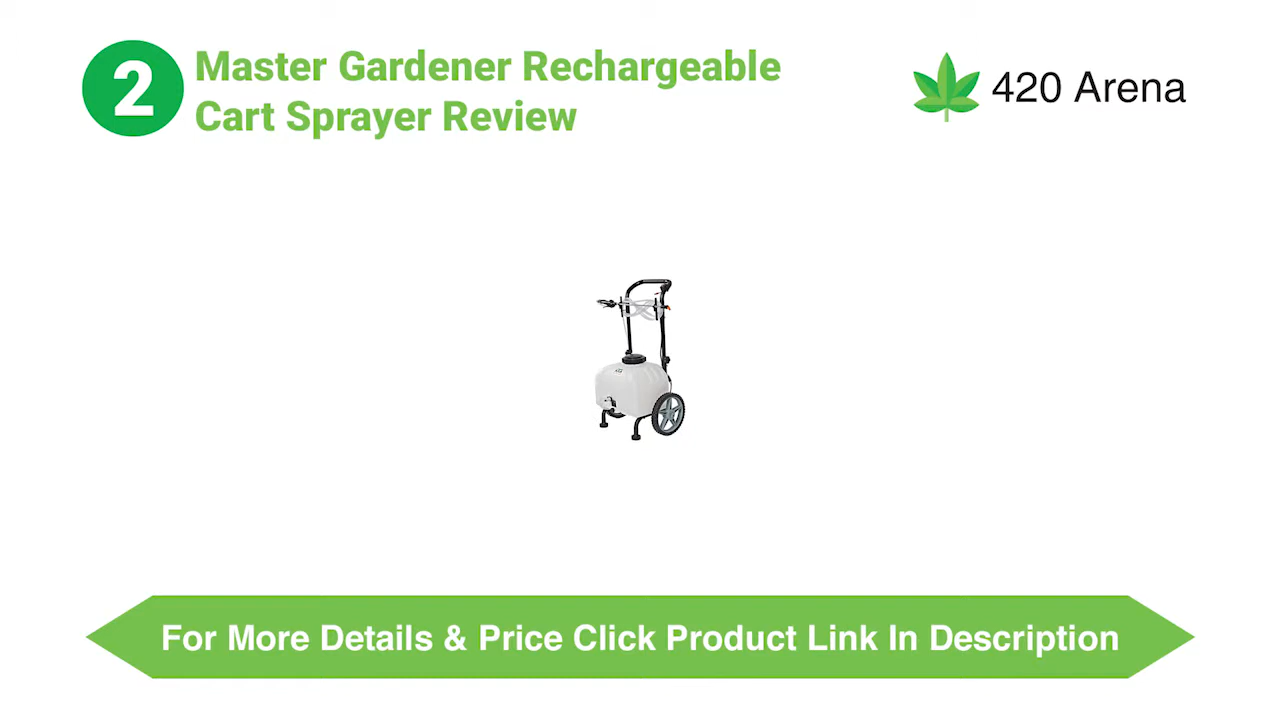 2
Master Gardener Rechargeable
Cart Sprayer Review
420 Arena
For More Details & Price Click Product Link In Description